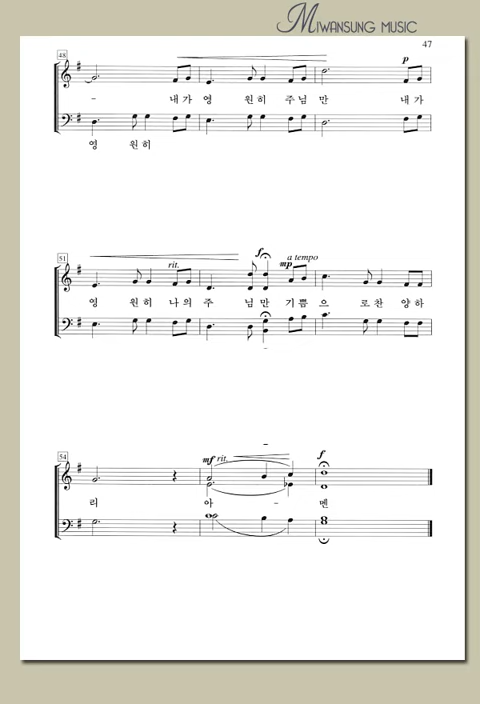 MIWANSUNG MUSIC
47
48
p
- 내가 영 원히 주님 만 내가
영 원히
51
rit.
f
mp
a tempo
영 원히 나의 주 님 만 기 쁨 으 로 찬 양 하
54
mf rit.
f
리 아 - 멘